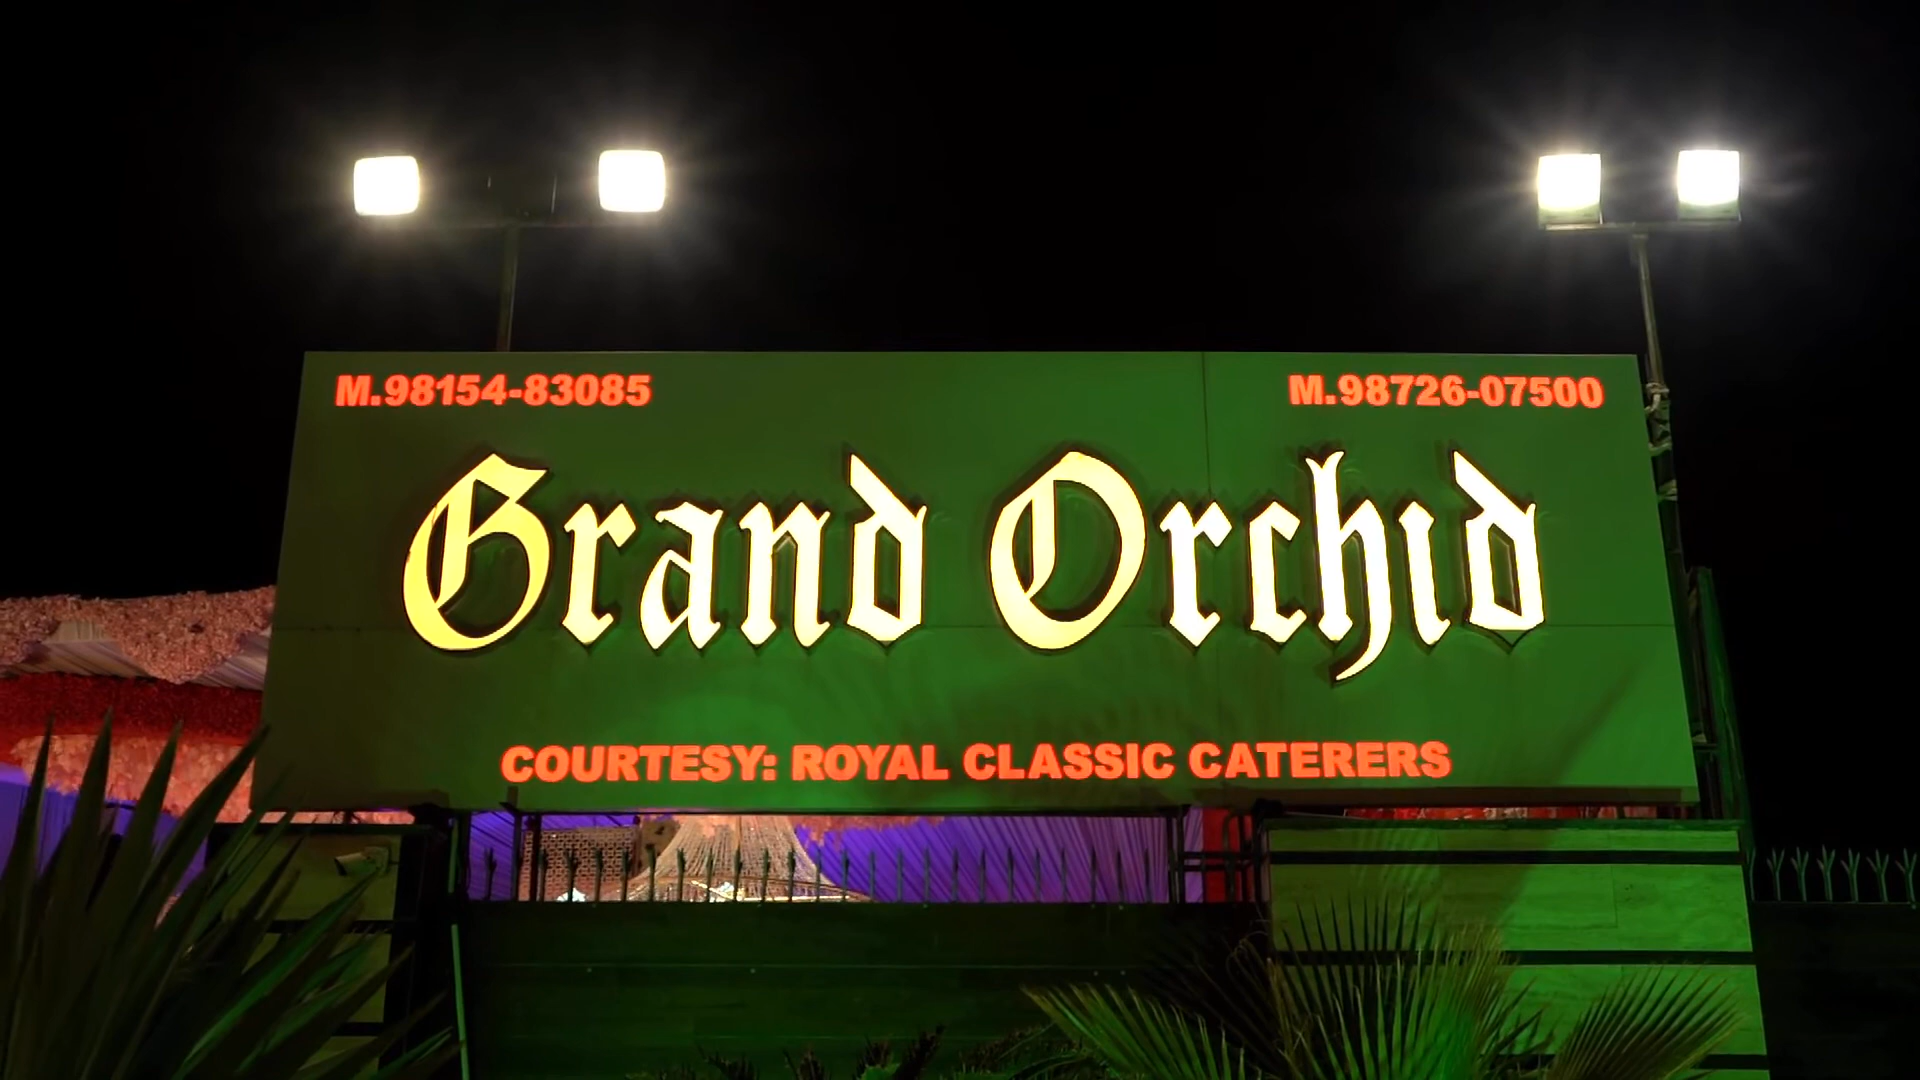 M.98154-83085 M.98726-07500
Grand Orchid
COURTESY: ROYAL CLASSIC CATERERS